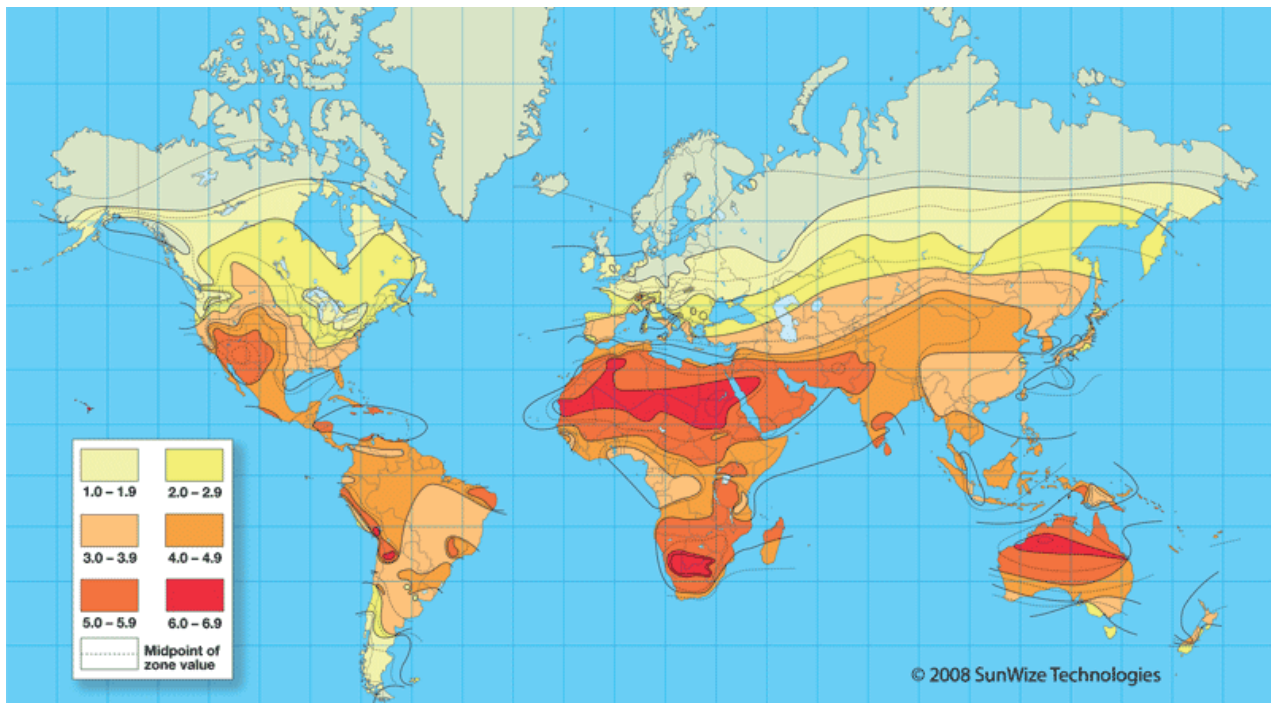 1.0 – 1.9 2.0 – 2.9
3.0 – 3.9 4.0 – 4.9
5.0 – 5.9 6.0 – 6.9
Midpoint of
zone value
© 2008 SunWize Technologies